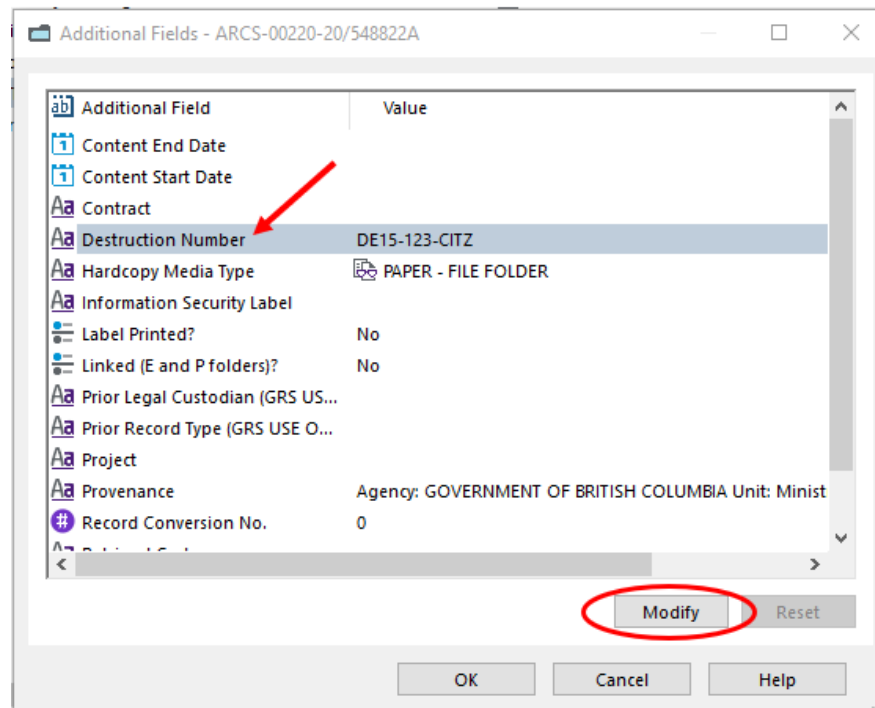 Additional Fields - ARCS-00220-20/548822A
Additional Field Value
Content End Date
Content Start Date
Contract
Destruction Number DE15-123-CITZ
Hardcopy Media Type PAPER - FILE FOLDER
Information Security Label
Label Printed? No
Linked (E and P folders)? No
Prior Legal Custodian (GRS US...
Prior Record Type (GRS USE O...
Project
Provenance Agency: GOVERNMENT OF BRITISH COLUMBIA Unit: Minist
Record Conversion No. 0
Modify Reset
OK Cancel Help